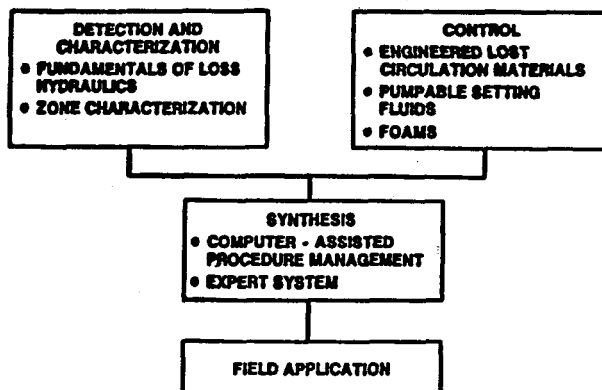 DETECTION AND
CHARACTERIZATION
• FUNDAMENTALS OF LOSS
HYDRAULICS
• ZONE CHARACTERIZATION
CONTROL
• ENGINEERED LOST
CIRCULATION MATERIALS
• PUMPABLE SETTING
FLUIDS
• FOAMS
SYNTHESIS
• COMPUTER - ASSISTED
PROCEDURE MANAGEMENT
• EXPERT SYSTEM
FIELD APPLICATION